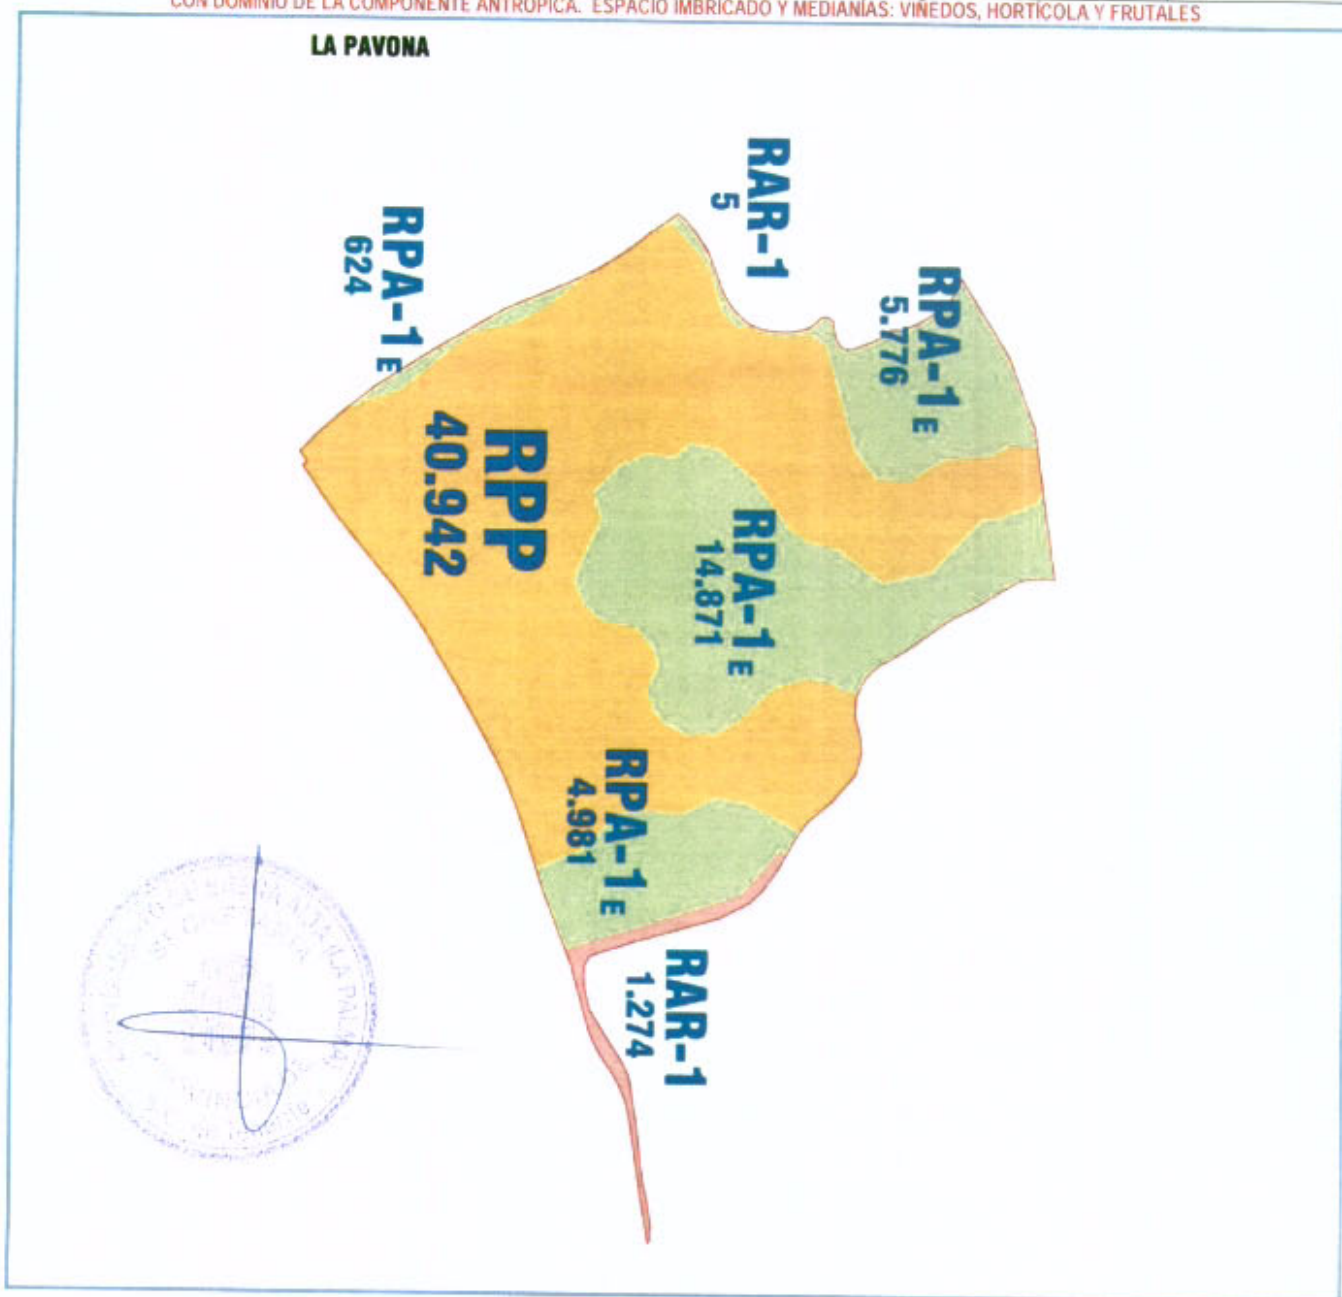 CON DOMINIO DE LA COMPONENTE ANTRÓPICA. ESPACIO IMBRICADO Y MEDIANÍAS: VIÑEDOS, HORTÍCOLA Y FRUTALES
LA PAVONA
RAR-1
5
RPA-1 E
624
RPA-1 E
5.776
RPP
40.942
RPA-1 E
14.871
RPA-1 E
4.981
RAR-1
1.274